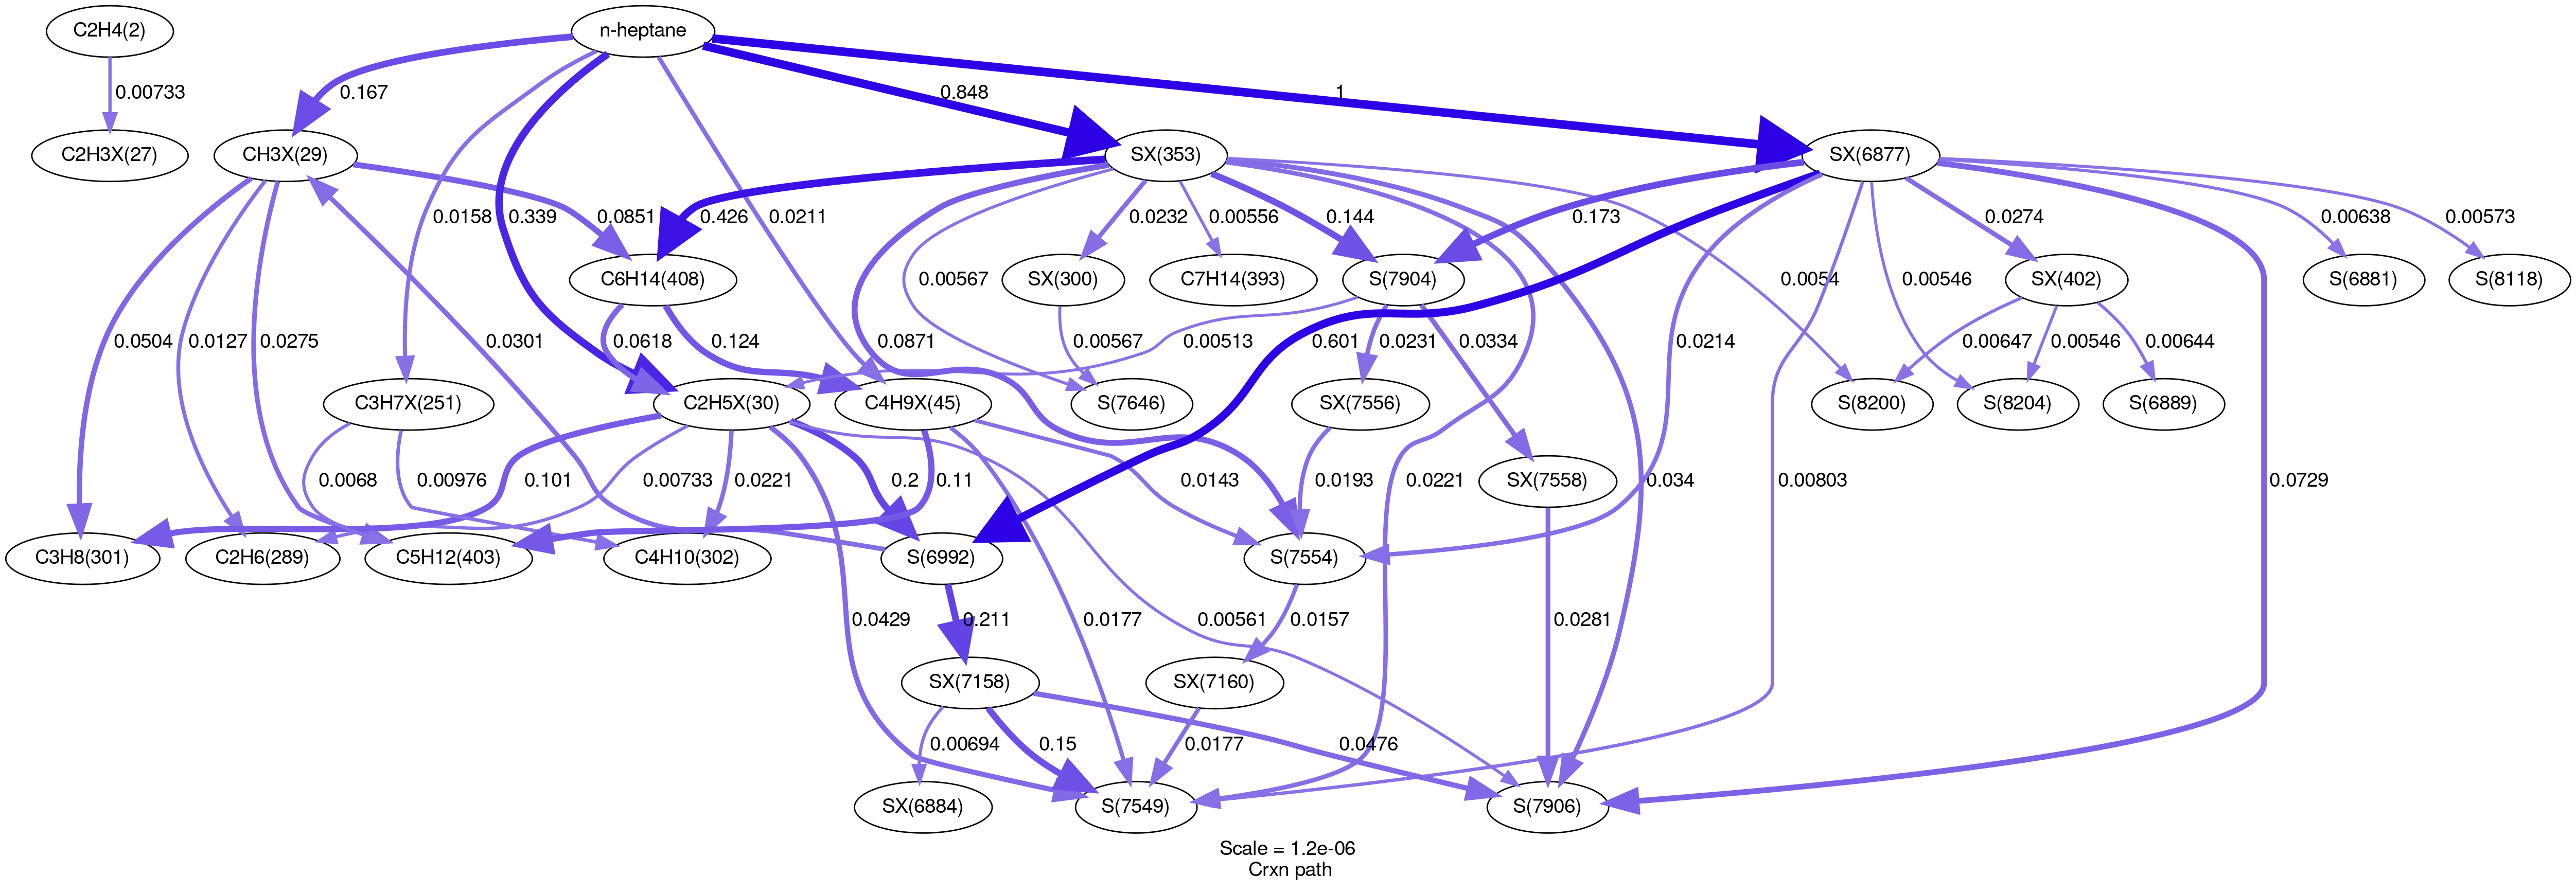 C2H4(2)
n-heptane
0.00733
0.167
0.848
1
C2H3X(27)
CH3X(29)
SX(353)
SX(6877)
0.0158
0.339
0.0851
0.426
0.0211
0.0232
0.00556
0.144
0.173
0.0274
0.00638
0.00573
C6H14(408)
SX(300)
C7H14(393)
S(7904)
SX(402)
S(6881)
S(8118)
0.0054
0.00546
0.0504
0.0127
0.0275
0.0301
0.0618
0.124
0.0871
0.00567
0.00567
0.00513
0.601
0.0231
0.0334
0.0214
0.00647
0.00546
0.00644
C3H7X(251)
C2H5X(30)
C4H9X(45)
S(7646)
SX(7556)
S(8200)
S(8204)
S(6889)
0.0068
0.00976
0.101
0.00733
0.0221
0.2
0.11
0.0143
0.0193
0.0221
SX(7558)
0.034
0.00803
0.0729
C3H8(301)
C2H6(289)
C5H12(403)
C4H10(302)
S(6992)
S(7554)
0.0429
0.211
0.0177
0.00561
0.0157
0.0281
SX(7158)
SX(7160)
0.00694
0.15
0.0177
0.0476
SX(6884)
S(7549)
S(7906)
Scale = 1.2e-06
Crxn path